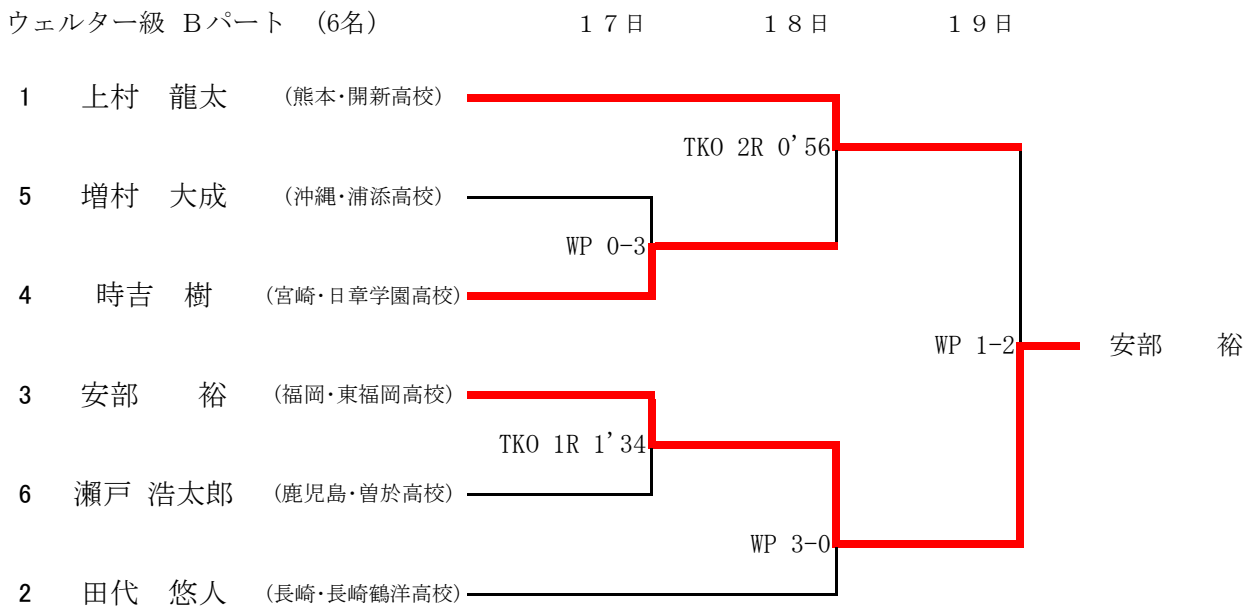 ウェルター級 Bパート (6名) 17日 18日 19日
1 上村 龍太 (熊本・開新高校)
TKO 2R 0'56
5 増村 大成 (沖縄・浦添高校)
WP 0-3
4 時吉 樹 (宮崎・日章学園高校)
WP 1-2 安部 裕
3 安部 裕 (福岡・東福岡高校)
TKO 1R 1'34
6 瀬戸 浩太郎 (鹿児島・曽於高校)
WP 3-0
2 田代 悠人 (長崎・長崎鶴洋高校)